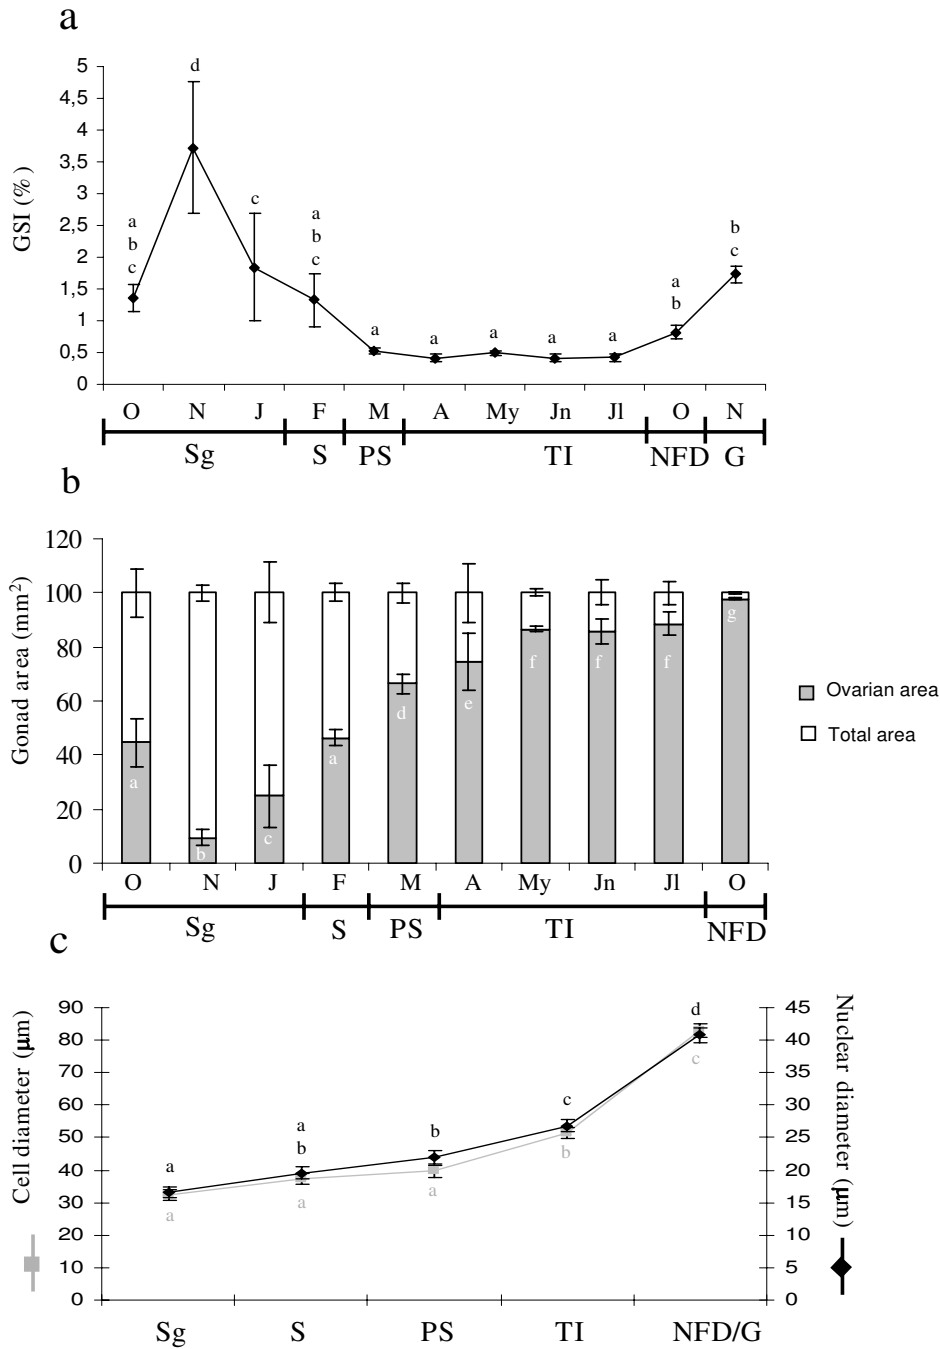 a
GSI (%)
5
4,5
4
3,5
3
2,5
2
1,5
1
0,5
0
a
b
c
d
c
a
b
c
a
a
a
a
a
a
b
b
c
O N J F M A My Jn Jl O N
Sg S PS TI NFD G
b
Gonad area (mm²)
120
100
80
60
40
20
0
a
b
c
a
d
e
f
f
f
g
Ovarian area
Total area
O N J F M A My Jn Jl O
Sg S PS TI NFD
c
Cell diameter (µm)
90
80
70
60
50
40
30
20
10
0
a
a
b
b
c
d
a
a
a
b
c
45
40
35
30
25
20
15
10
5
0
Nuclear diameter (µm)
Sg S PS TI NFD/G